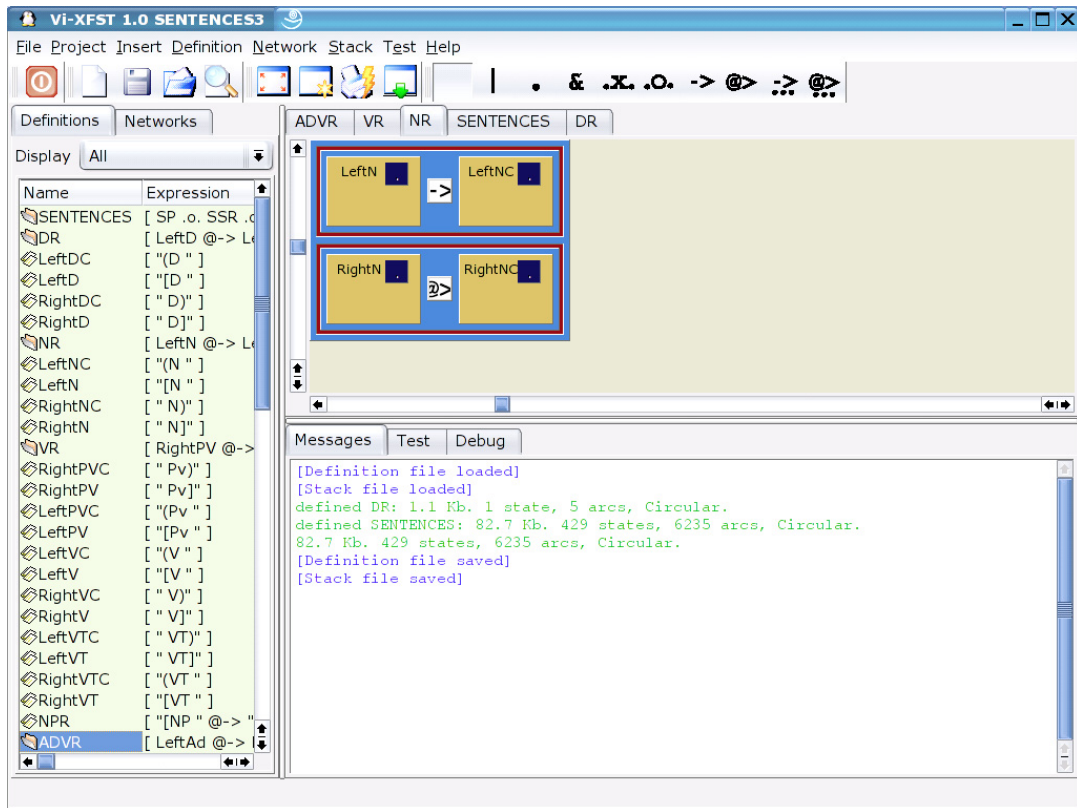 Vi-XFST 1.0 SENTENCES3
File Project Insert Definition Network Stack Test Help
| . & .x. .o. -> @> ->... @>...
Definitions Networks
Display All
Name Expression
SENTENCES [ SP .o. SSR .o
DR [ LeftD @-> Le
LeftDC [ "(D " ]
LeftD [ "[D " ]
RightDC [ " D)" ]
RightD [ " D]" ]
NR [ LeftN @-> Le
LeftNC [ "(N " ]
LeftN [ "[N " ]
RightNC [ " N)" ]
RightN [ " N]" ]
VR [ RightPV @->
RightPVC [ " Pv)" ]
RightPV [ " Pv]" ]
LeftPVC [ "(Pv " ]
LeftPV [ "[Pv " ]
LeftVC [ "(V " ]
LeftV [ "[V " ]
RightVC [ " V)" ]
RightV [ " V]" ]
LeftVTC [ " VT)" ]
LeftVT [ " VT]" ]
RightVTC [ "(VT " ]
RightVT [ "[VT " ]
NPR [ "[NP " @-> "
ADVR [ LeftAd @->
ADVR VR NR SENTENCES DR
LeftN . -> LeftNC .
RightN . @> RightNC .
Messages Test Debug
[Definition file loaded]
[Stack file loaded]
defined DR: 1.1 Kb. 1 state, 5 arcs, Circular.
defined SENTENCES: 82.7 Kb. 429 states, 6235 arcs, Circular.
82.7 Kb. 429 states, 6235 arcs, Circular.
[Definition file saved]
[Stack file saved]